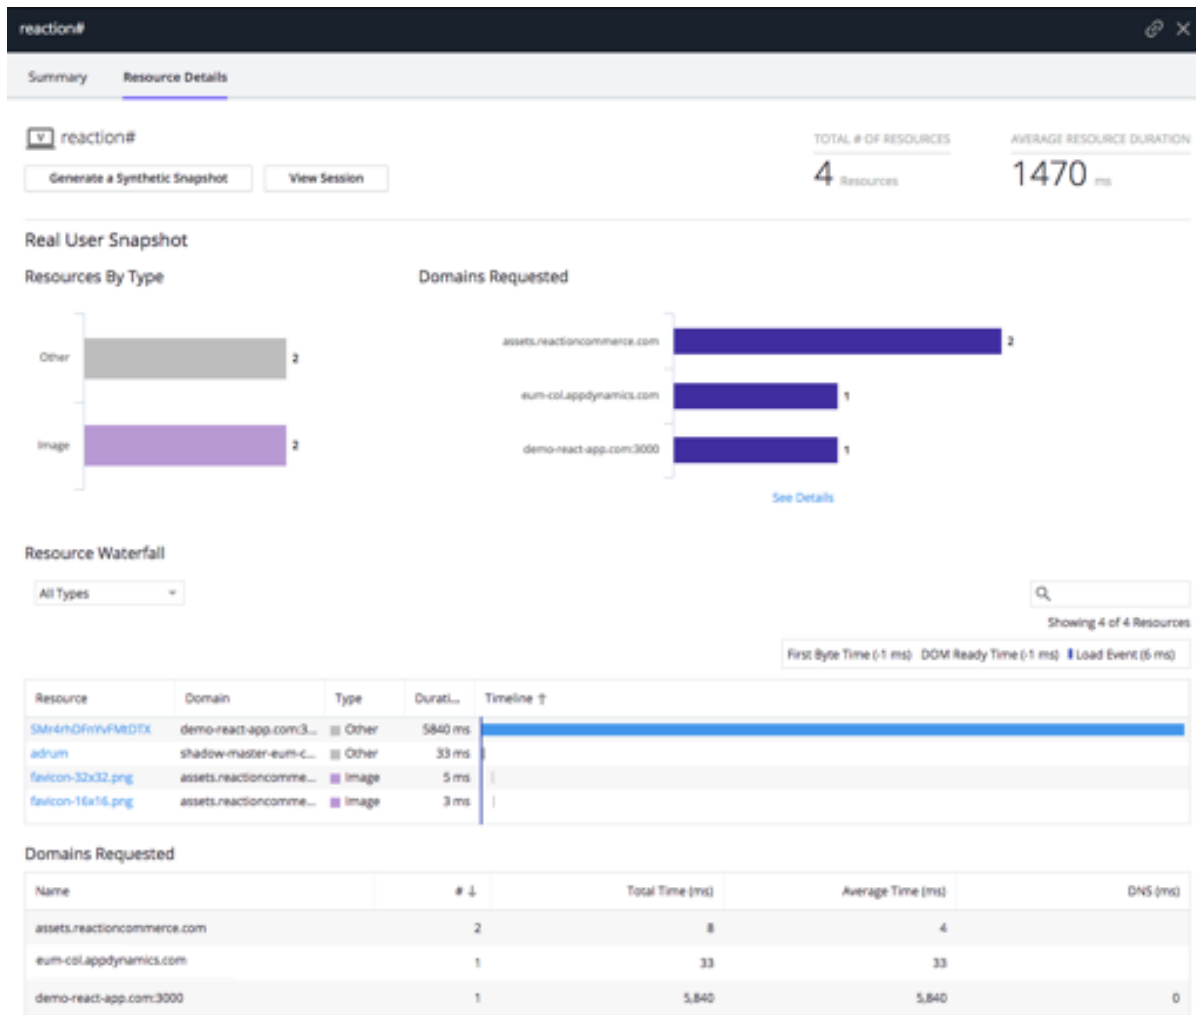 reaction#
Summary Resource Details
V reaction#
TOTAL # OF RESOURCES AVERAGE RESOURCE DURATION
Generate a Synthetic Snapshot View Session
4 Resources 1470 ms
Real User Snapshot
Resources By Type Domains Requested
Other 2
Image 2
assets.reactioncommerce.com 2
eum-col.appdynamics.com 1
demo-react-app.com:3000 1
See Details
Resource Waterfall
All Types
Showing 4 of 4 Resources
First Byte Time (-1 ms) DOM Ready Time (-1 ms) Load Event (6 ms)
Resource Domain Type Durati... Timeline ↑
demo-react-app.com:3... Other 5840 ms
adrum shadow-master-eum-c... Other 33 ms
favicon-32x32.png assets.reactioncomme... Image 5 ms
favicon-16x16.png assets.reactioncomme... Image 3 ms
Domains Requested
Name # ↓ Total Time (ms) Average Time (ms) DNS (ms)
assets.reactioncommerce.com 2 8 4
eum-col.appdynamics.com 1 33 33
demo-react-app.com:3000 1 5,840 5,840 0